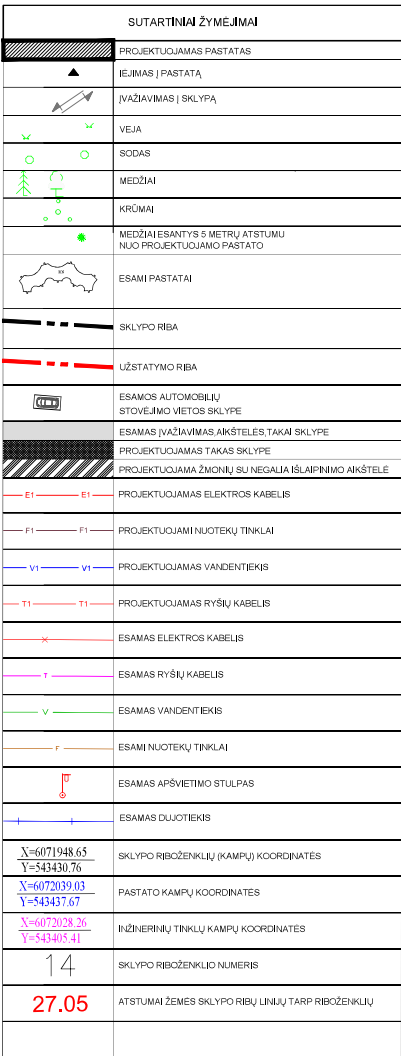 SUTARTINIAI ŽYMĖJIMAI
PROJEKTUOJAMAS PASTATAS
IĖJIMAS Į PASTATĄ
ĮVAŽIAVIMAS Į SKLYPĄ
VEJA
SODAS
MEDŽIAI
KRŪMAI
MEDŽIAI ESANTYS 5 METRŲ ATSTUMU
NUO PROJEKTUOJAMO PASTATO
XX
ESAMI PASTATAI
SKLYPO RIBA
UŽSTATYMO RIBA
ESAMOS AUTOMOBILIŲ
STOVĖJIMO VIETOS SKLYPE
ESAMAS ĮVAŽIAVIMAS,AIKŠTELĖS,TAKAI SKLYPE
PROJEKTUOJAMAS TAKAS SKLYPE
PROJEKTUOJAMA ŽMONIŲ SU NEGALIA IŠLAIPINIMO AIKŠTELĖ
E1 E1 PROJEKTUOJAMAS ELEKTROS KABELIS
F1 F1 PROJEKTUOJAMI NUOTEKŲ TINKLAI
V1 V1 PROJEKTUOJAMAS VANDENTIEKIS
T1 T1 PROJEKTUOJAMAS RYŠIŲ KABELIS
ESAMAS ELEKTROS KABELIS
T ESAMAS RYŠIŲ KABELIS
V ESAMAS VANDENTIEKIS
F ESAMI NUOTEKŲ TINKLAI
ESAMAS APŠVIETIMO STULPAS
ESAMAS DUJOTIEKIS
X=6071948.65
Y=543430.76
SKLYPO RIBOŽENKLIŲ (KAMPŲ) KOORDINATĖS
X=6072039.03
Y=543437.67
PASTATO KAMPŲ KOORDINATĖS
X=6072028.26
Y=543405.41
INŽINERINIŲ TINKLŲ KAMPŲ KOORDINATĖS
14 SKLYPO RIBOŽENKLIO NUMERIS
27.05 ATSTUMAI ŽEMĖS SKLYPO RIBŲ LINIJŲ TARP RIBOŽENKLIŲ